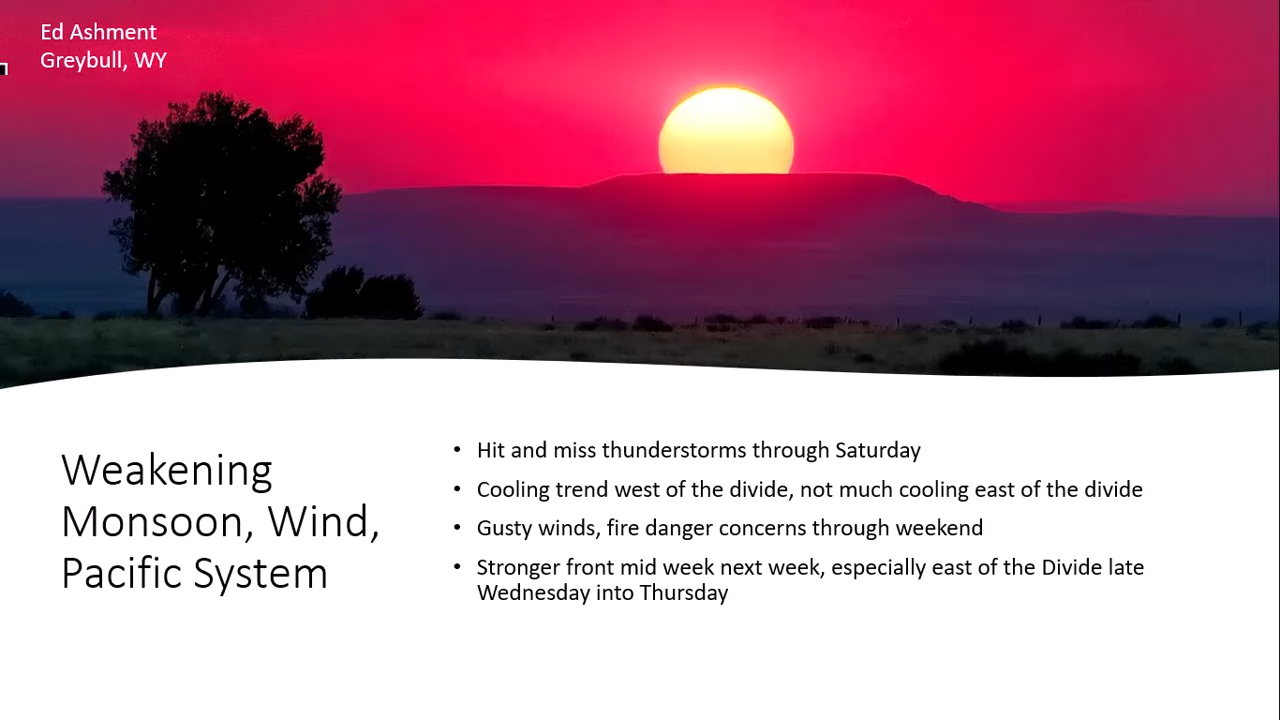 Ed Ashment
Greybull, WY
Weakening
Monsoon, Wind,
Pacific System
• Hit and miss thunderstorms through Saturday
• Cooling trend west of the divide, not much cooling east of the divide
• Gusty winds, fire danger concerns through weekend
• Stronger front mid week next week, especially east of the Divide late
Wednesday into Thursday